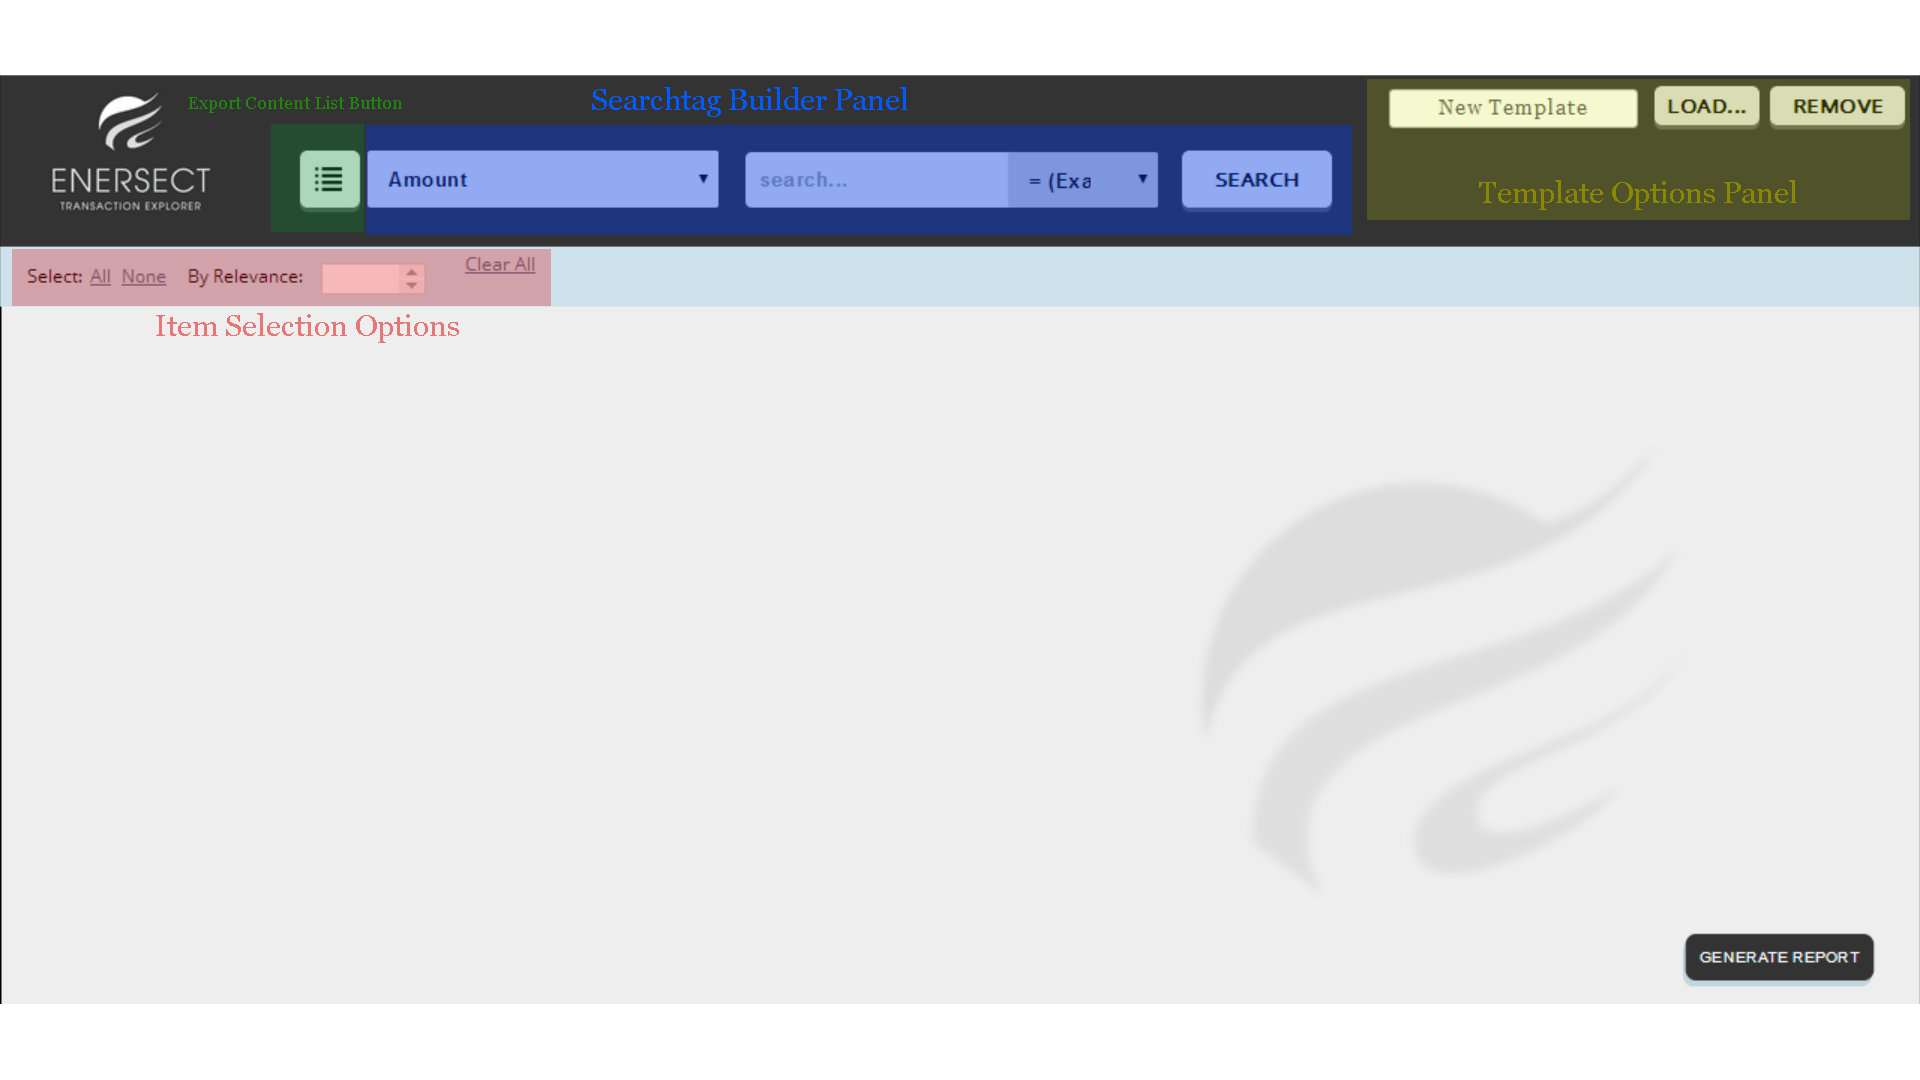 Export Content List Button
Searchtag Builder Panel
New Template
LOAD...
REMOVE
ENERSECT
TRANSACTION EXPLORER
Amount
search...
= (Exa
SEARCH
Template Options Panel
Select: All None By Relevance:
Clear All
Item Selection Options
GENERATE REPORT